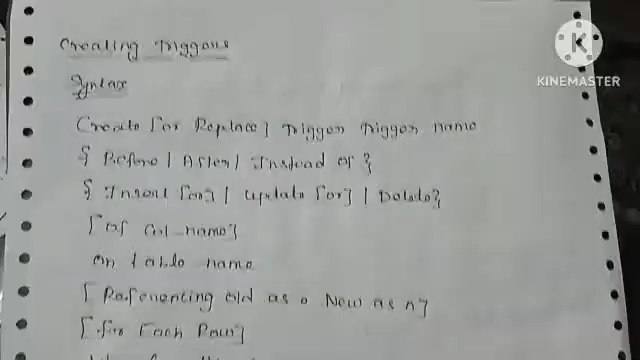 Creating Triggers
Syntax
Create [or Replace] Trigger Trigger name
{ Before | After | Instead of }
{ Insert [or] | Update [or] | Delete }
[of Col_name]
on table name
[Referencing old as o New as n]
[for Each Row]
KINEMASTER